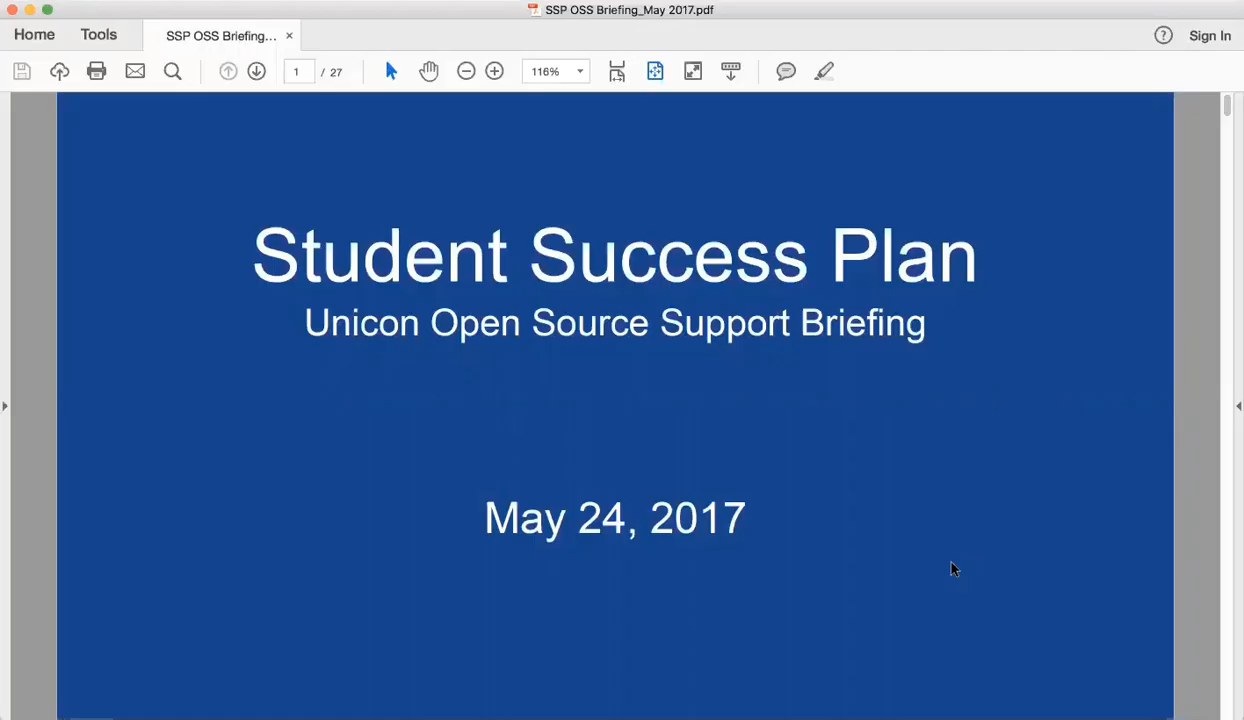 SSP OSS Briefing_May 2017.pdf
Home Tools SSP OSS Briefing... × ? Sign In
1 / 27 116%
Student Success Plan
Unicon Open Source Support Briefing
May 24, 2017